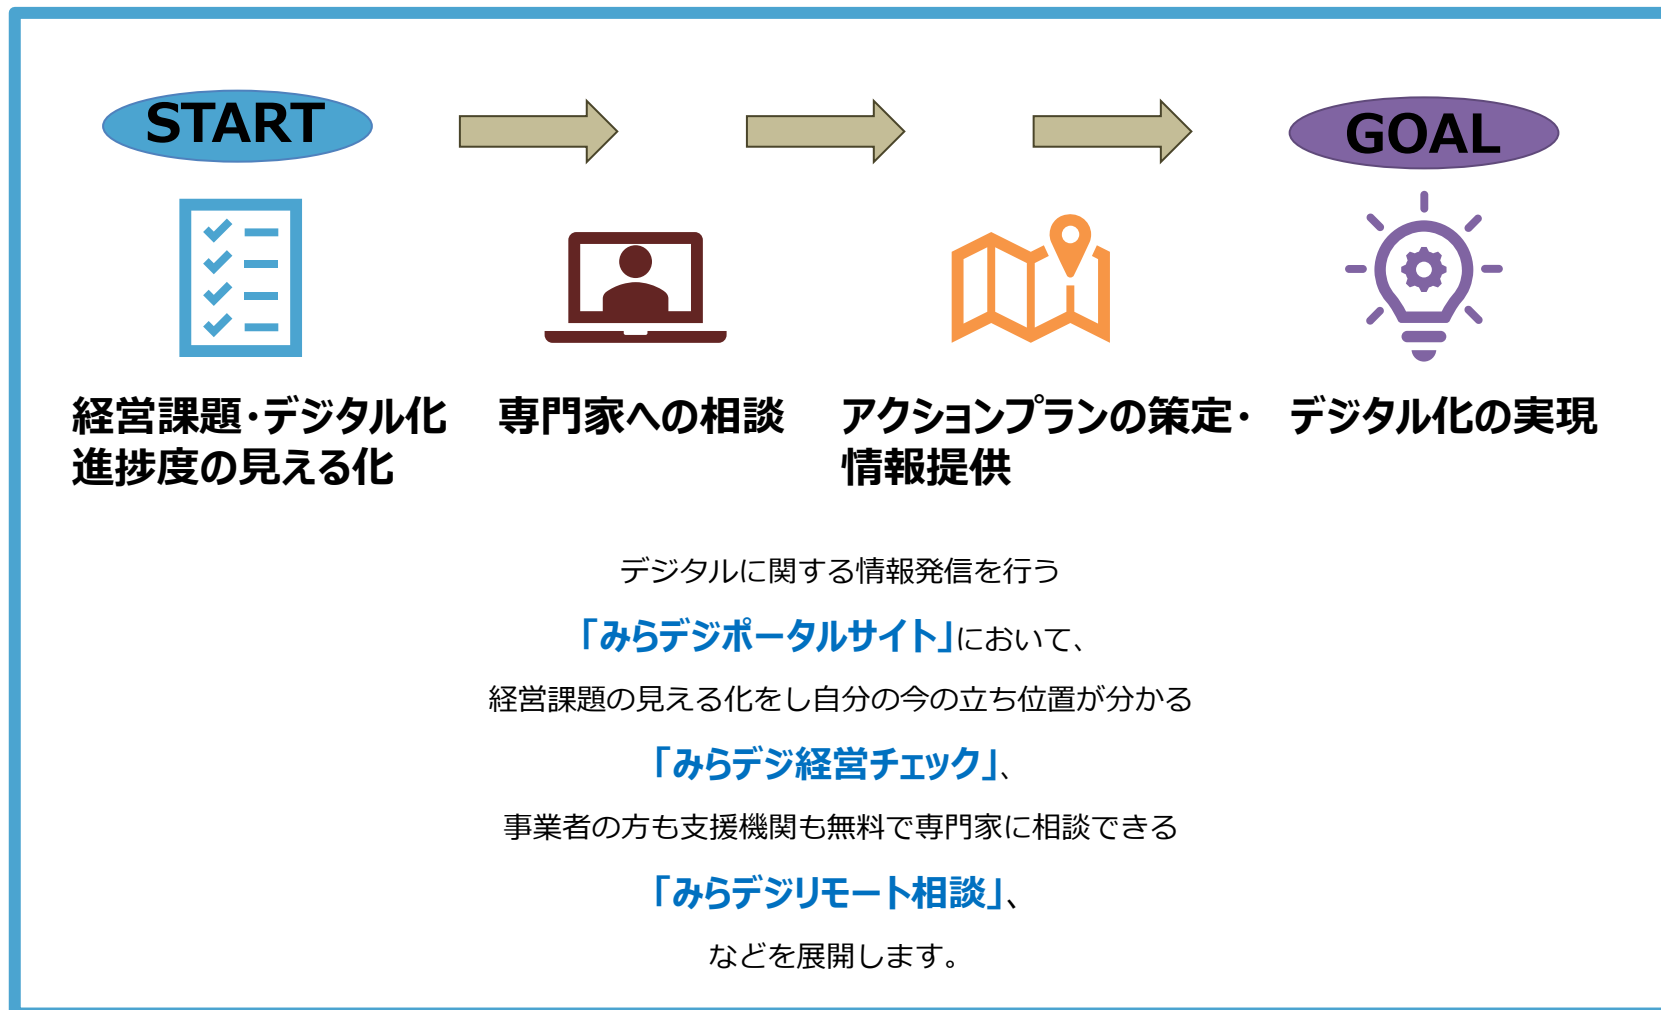 START
GOAL
経営課題・デジタル化
進捗度の見える化
専門家への相談
アクションプランの策定・
情報提供
デジタル化の実現
デジタルに関する情報発信を行う
「みらデジポータルサイト」において、
経営課題の見える化をし自分の今の立ち位置が分かる
「みらデジ経営チェック」、
事業者の方も支援機関も無料で専門家に相談できる
「みらデジリモート相談」、
などを展開します。